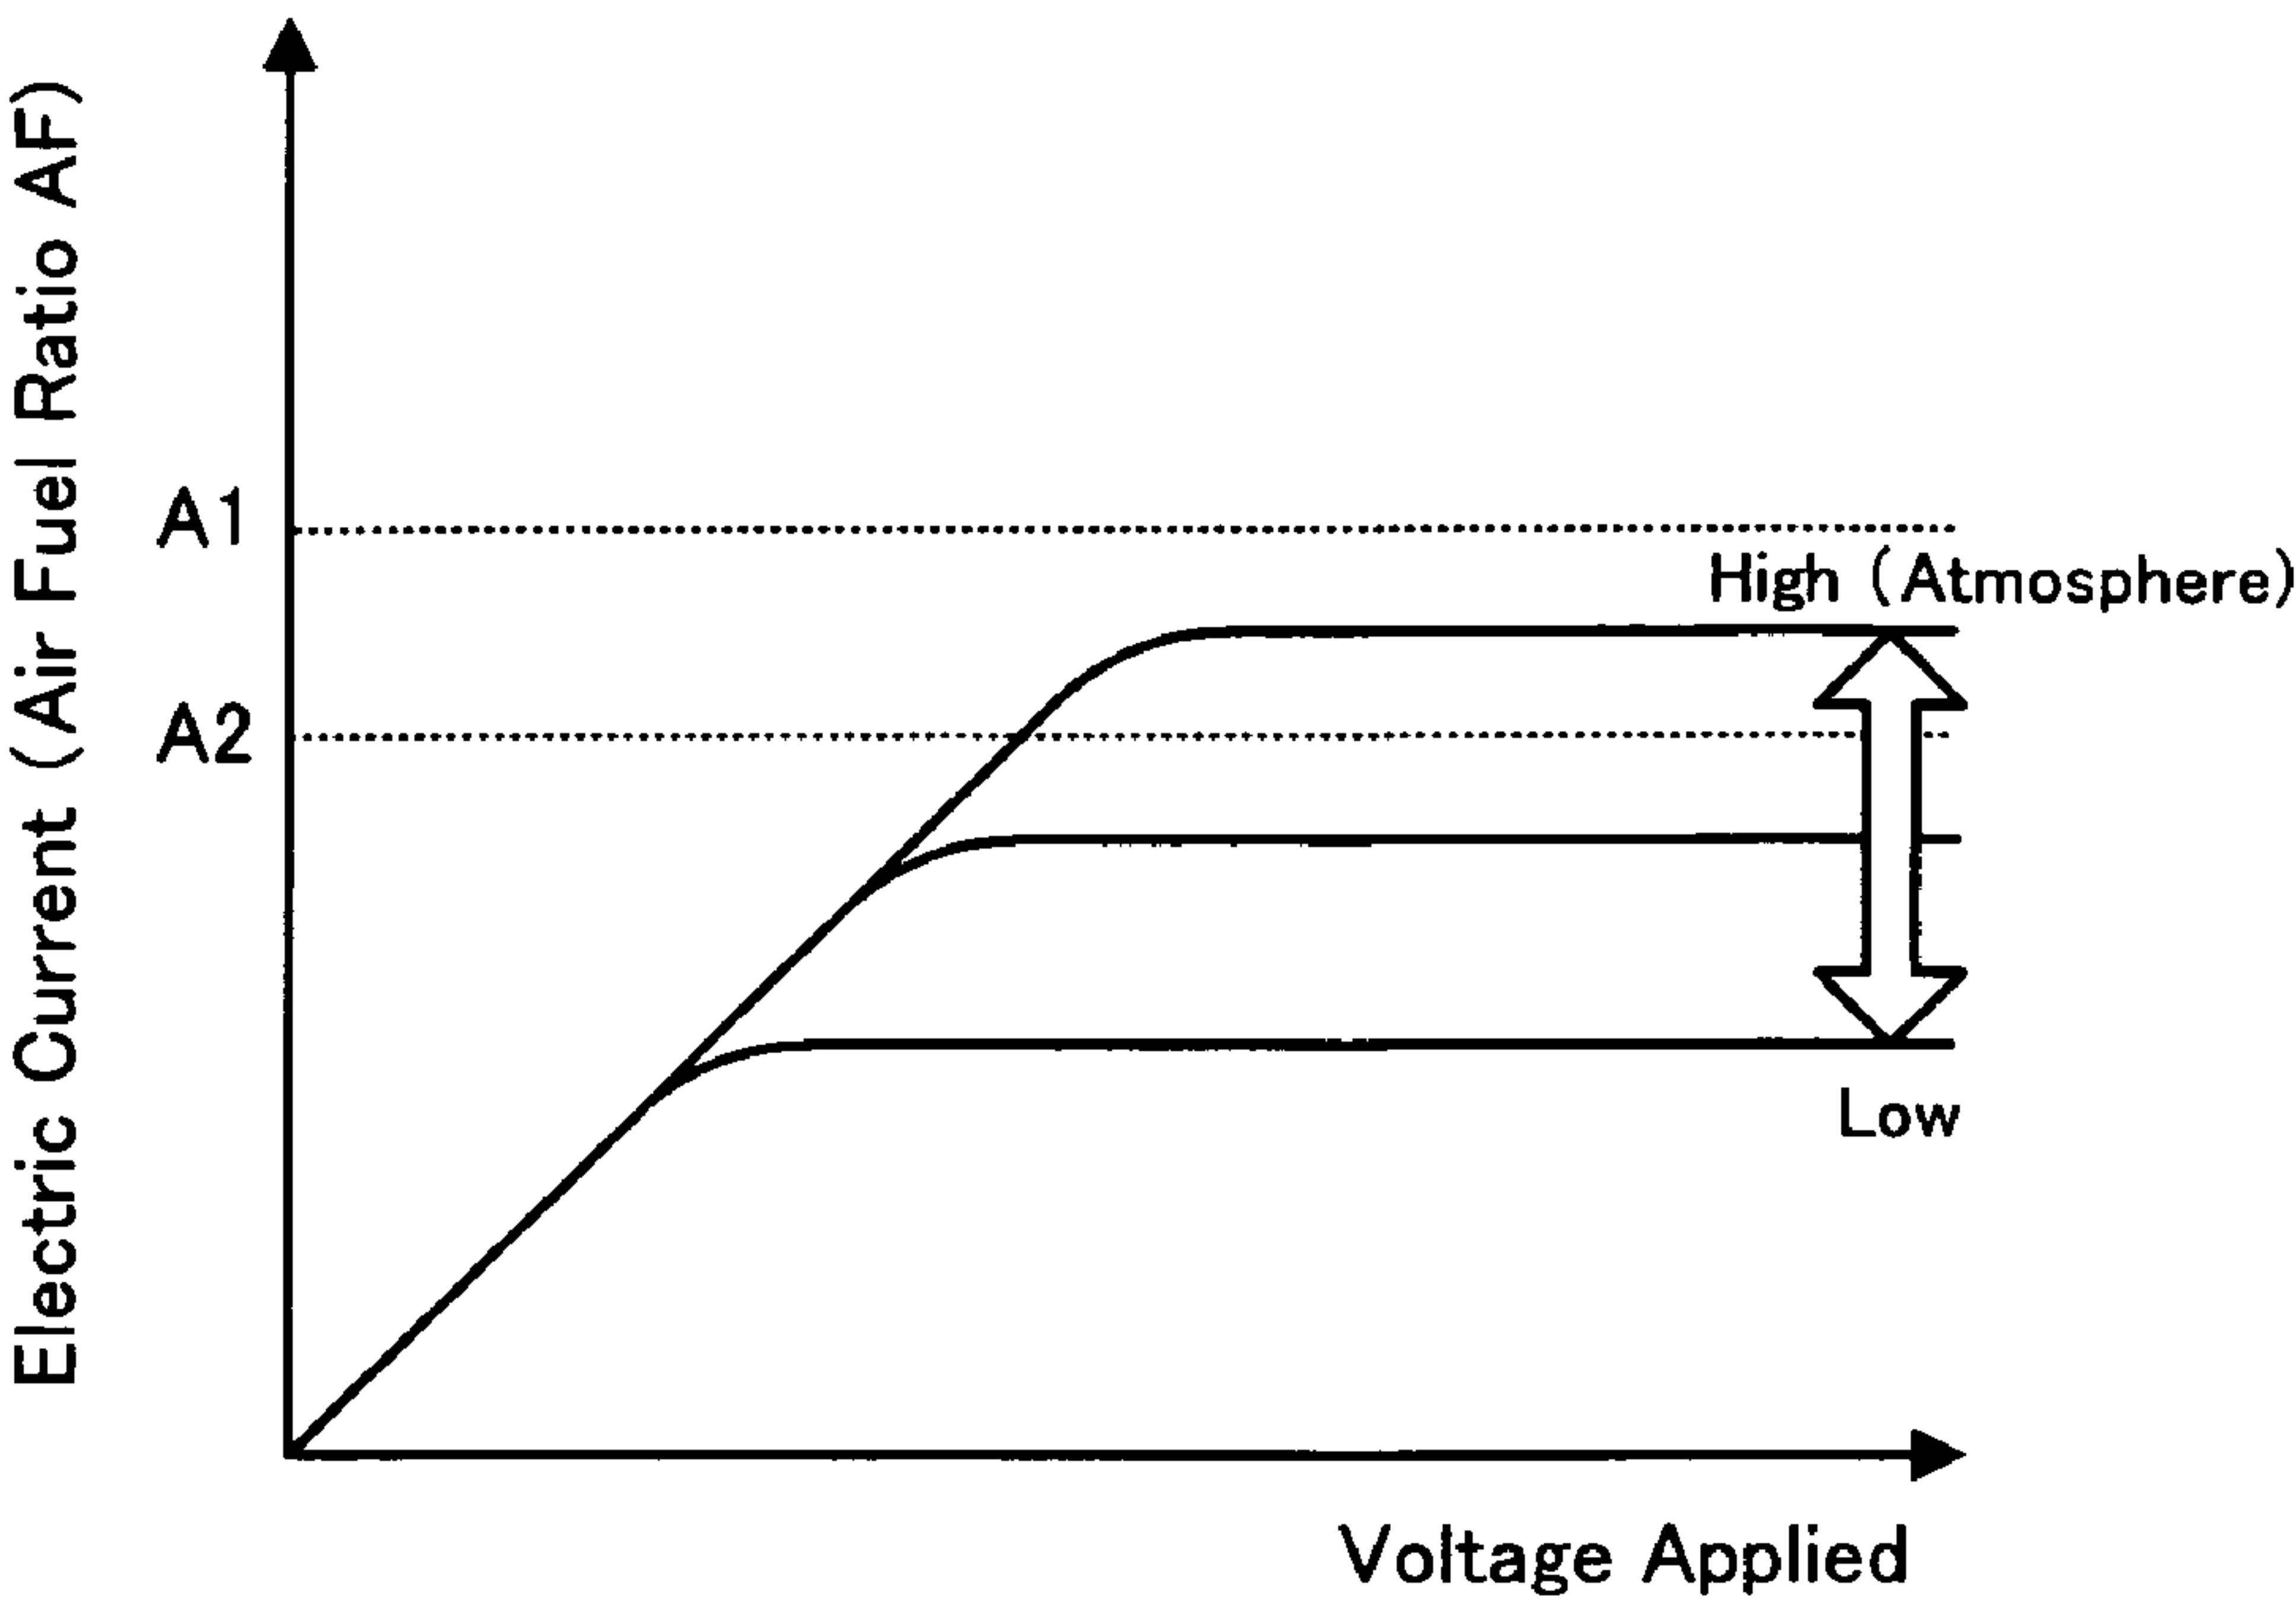 Electric Current (Air Fuel Ratio AF)
A1
High (Atmosphere)
A2
Low
Voltage Applied